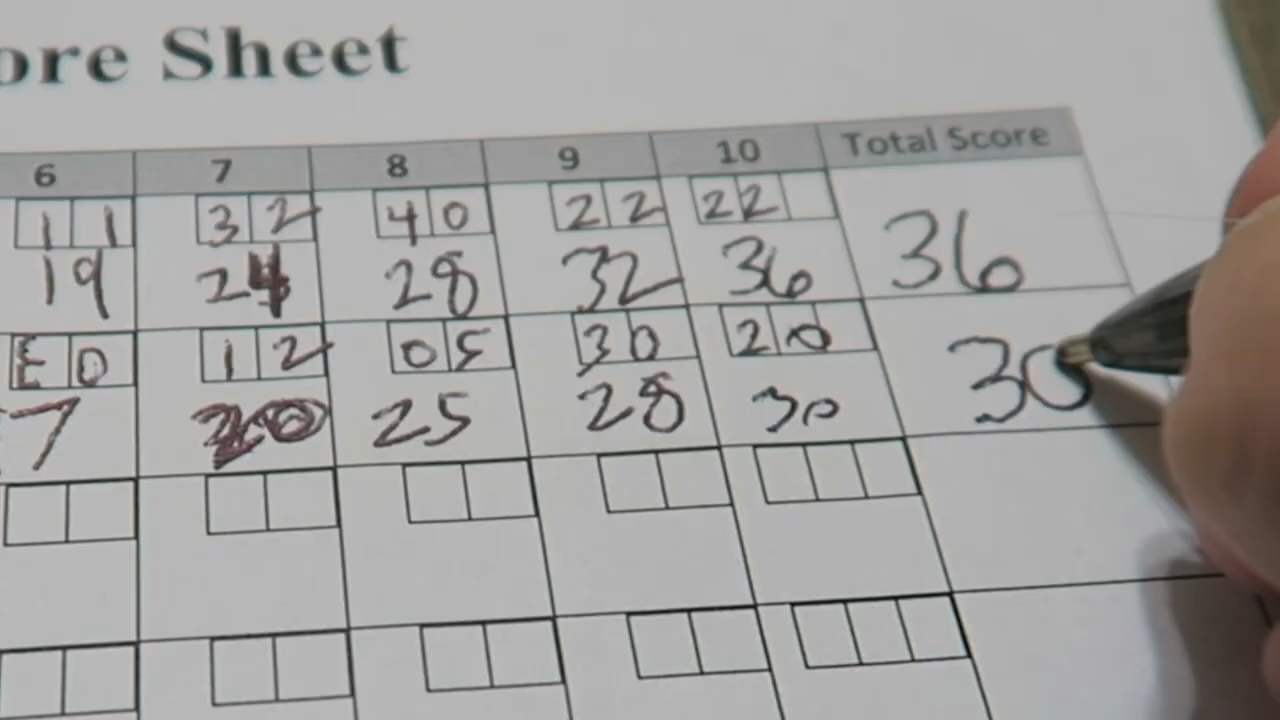 ore Sheet
6 7 8 9 10 Total Score
1 1 3 2 4 0 2 2 2 2
19 24 28 32 36 36
0 1 2 0 5 3 0 2 0
7 20 25 28 30 30